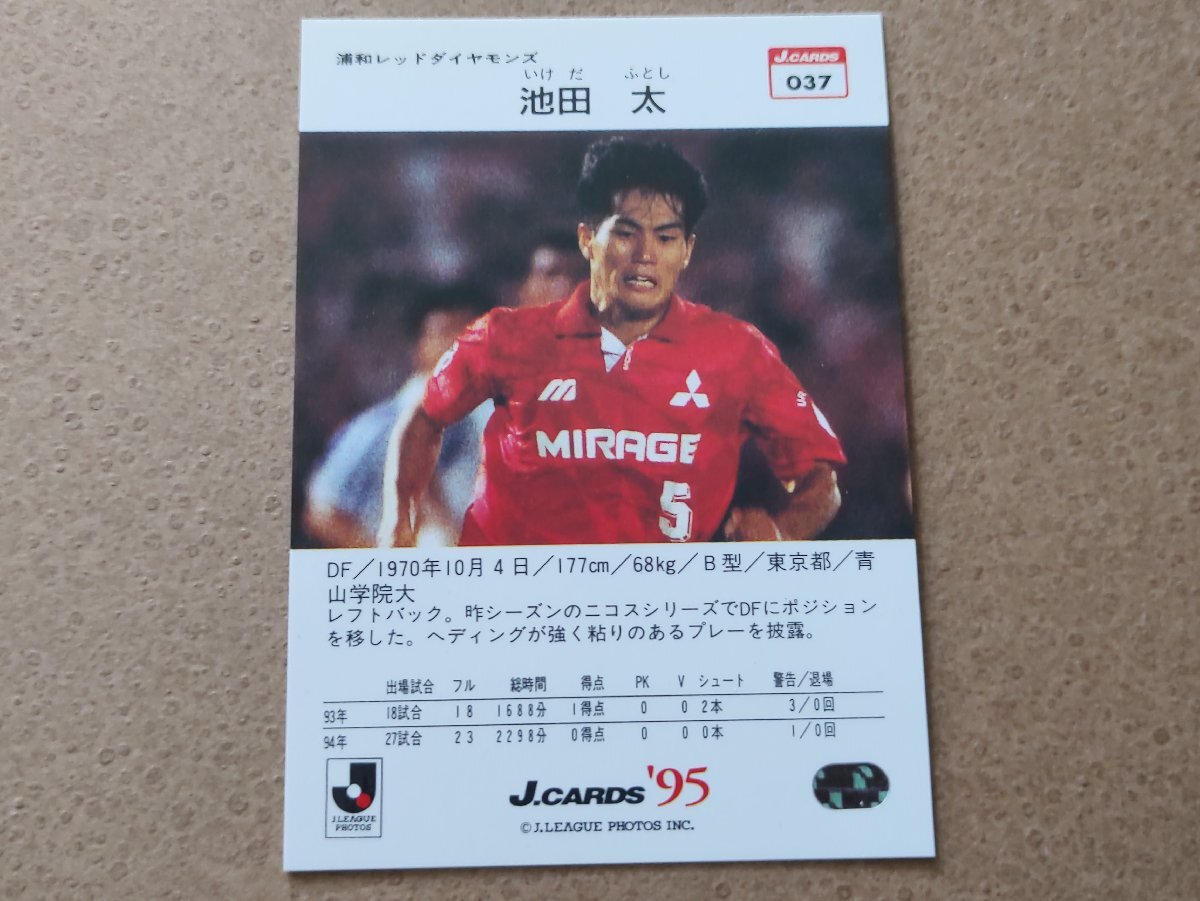 浦和レッドダイヤモンズ
J.CARDS
037
いけ だ ふとし
池田 太
MIRAGE
5
DF／1970年10月4日／177cm／68kg／B型／東京都／青
山学院大
レフトバック。昨シーズンのニコスシリーズでDFにポジション
を移した。ヘディングが強く粘りのあるプレーを披露。
出場試合 フル 総時間 得点 PK V シュート 警告／退場
93年 18試合 18 1688分 1得点 0 0 2本 3／0回
94年 27試合 23 2298分 0得点 0 0 0本 1／0回
J.LEAGUE
PHOTOS
J.CARDS '95
©J.LEAGUE PHOTOS INC.